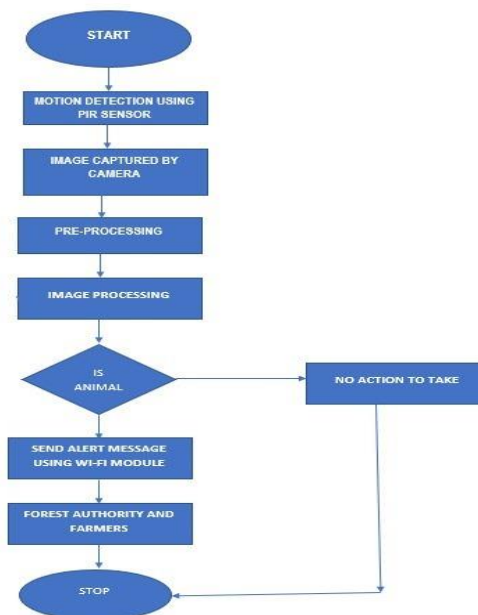 START
MOTION DETECTION USING
PIR SENSOR
IMAGE CAPTURED BY
CAMERA
PRE-PROCESSING
IMAGE PROCESSING
IS
ANIMAL
NO ACTION TO TAKE
SEND ALERT MESSAGE
USING WI-FI MODULE
FOREST AUTHORITY AND
FARMERS
STOP